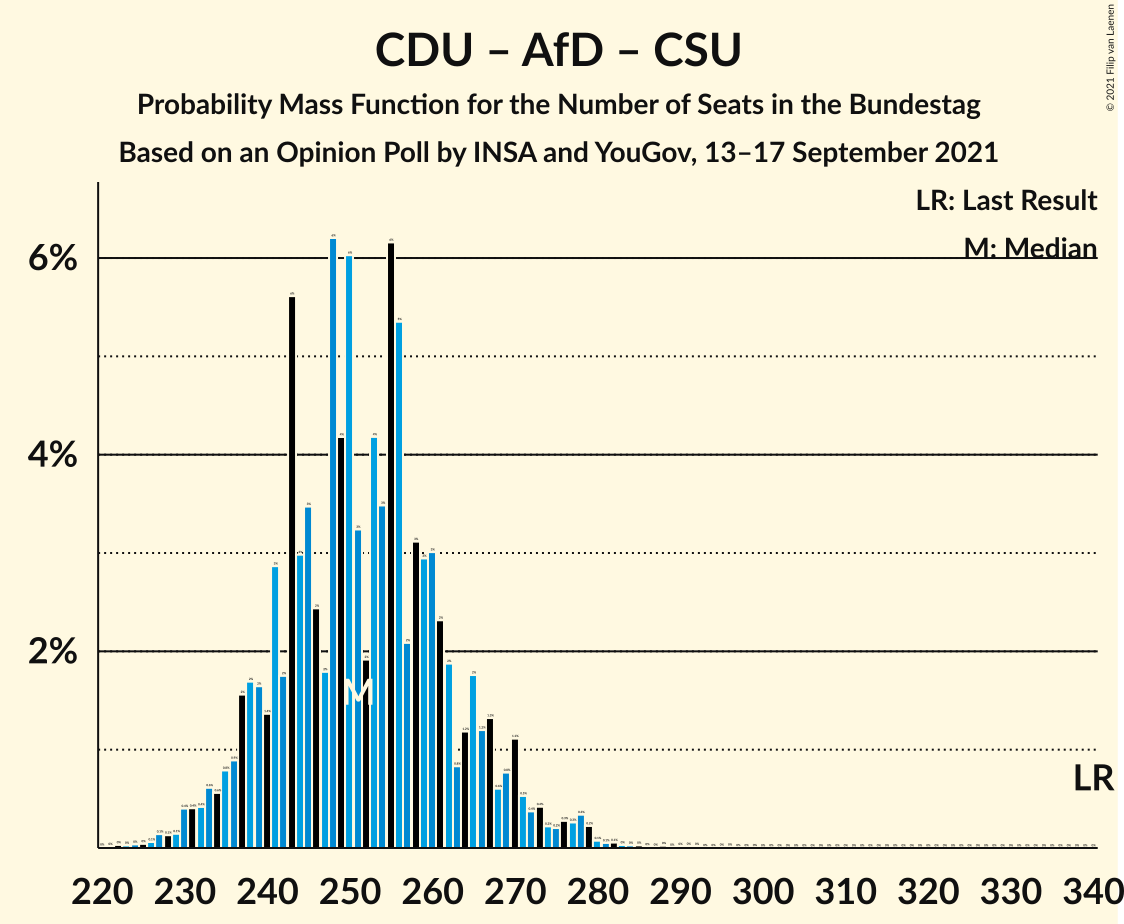 CDU – AfD – CSU
Probability Mass Function for the Number of Seats in the Bundestag
Based on an Opinion Poll by INSA and YouGov, 13–17 September 2021
© 2021 Filip van Laenen
LR: Last Result
M: Median
6%
4%
2%
M
LR
220 230 240 250 260 270 280 290 300 310 320 330 340